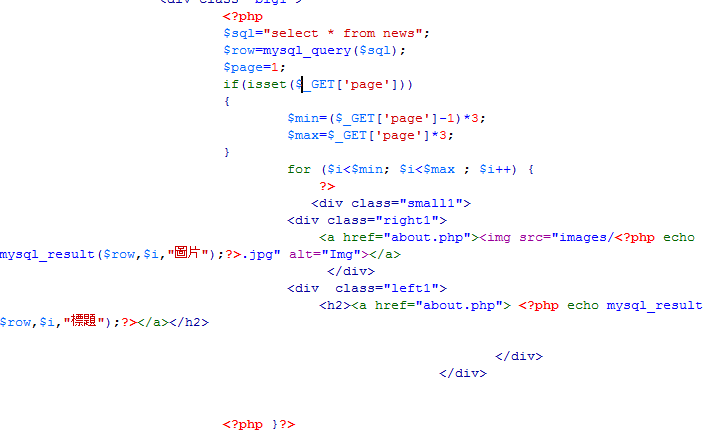 <div class="big1">
<?php
$sql="select * from news";
$row=mysql_query($sql);
$page=1;
if(isset($_GET['page']))
{
$min=($_GET['page']-1)*3;
$max=$_GET['page']*3;
}
for ($i<$min; $i<$max ; $i++) {
?>
<div class="small1">
<div class="right1">
<a href="about.php"><img src="images/<?php echo
mysql_result($row,$i,"圖片");?>.jpg" alt="Img"></a>
</div>
<div  class="left1">
<h2><a href="about.php"> <?php echo mysql_result
$row,$i,"標題");?></a></h2>
</div>
</div>
<?php }?>